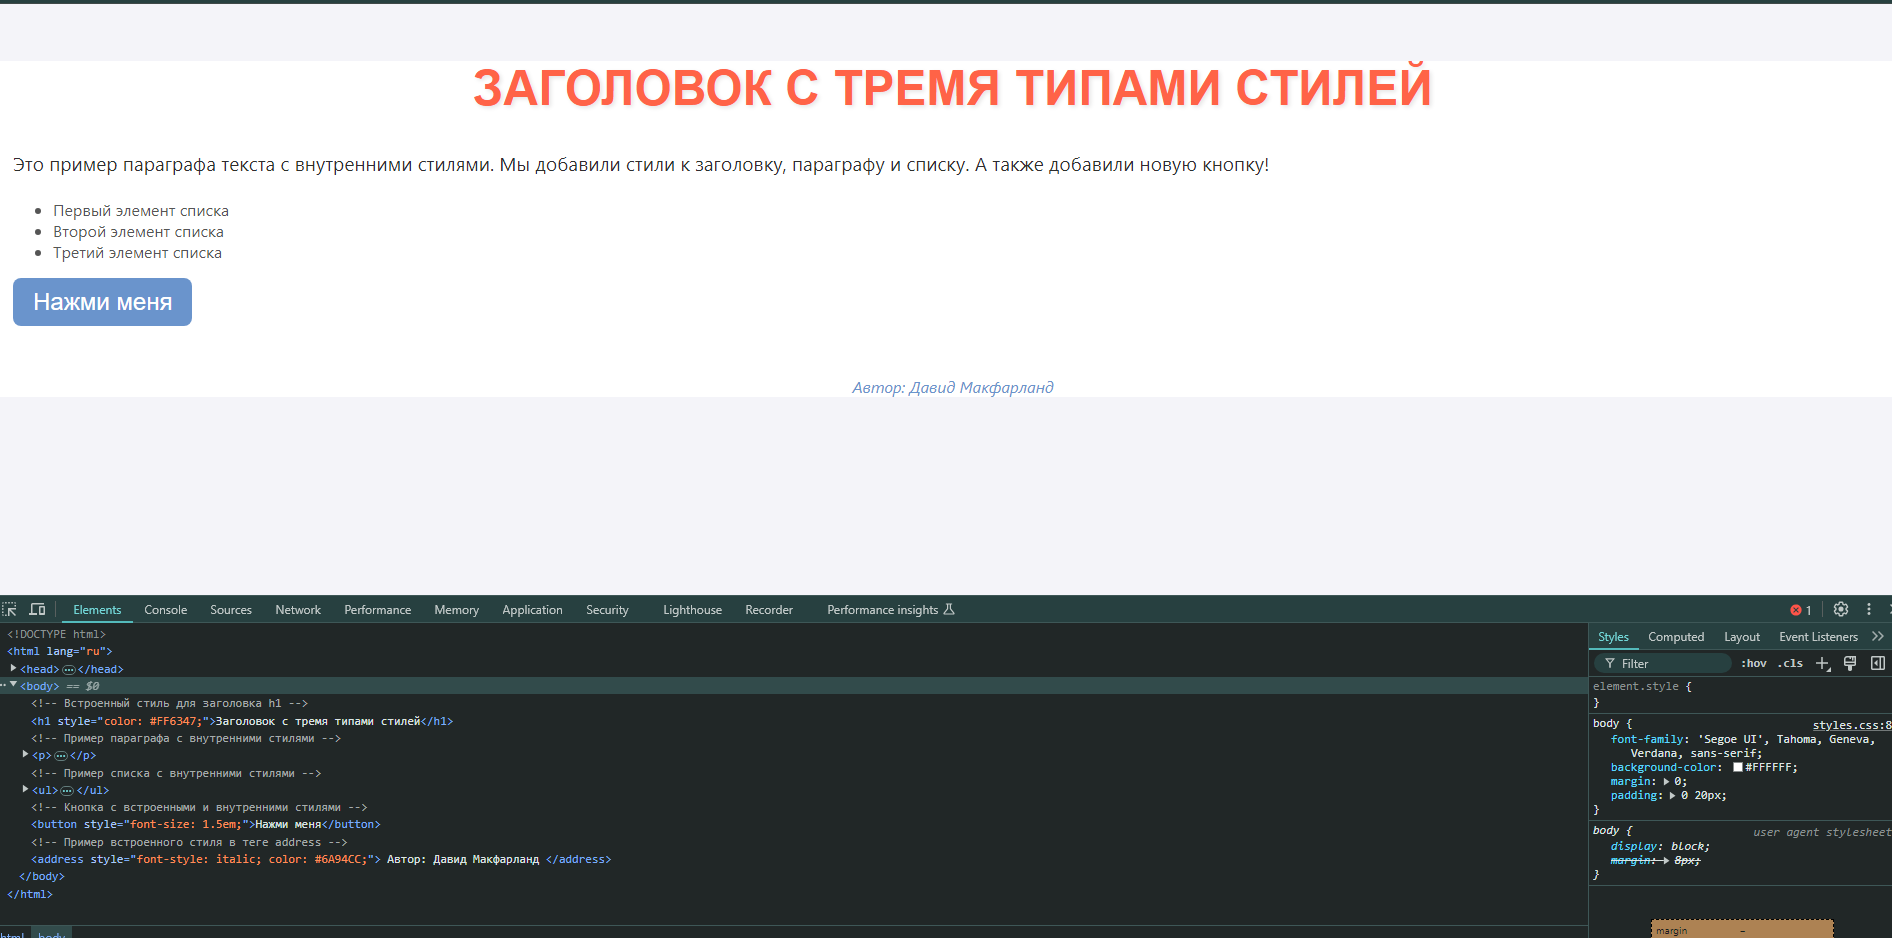 ЗАГОЛОВОК С ТРЕМЯ ТИПАМИ СТИЛЕЙ
Это пример параграфа текста с внутренними стилями. Мы добавили стили к заголовку, параграфу и списку. А также добавили новую кнопку!
Первый элемент списка
Второй элемент списка
Третий элемент списка
Нажми меня
Автор: Давид Макфарланд
Elements Console Sources Network Performance Memory Application Security Lighthouse Recorder Performance insights 1
<!DOCTYPE html>
<html lang="ru">
<head>⋯</head>
<body> == $0
<!-- Встроенный стиль для заголовка h1 -->
<h1 style="color: #FF6347;">Заголовок с тремя типами стилей</h1>
<!-- Пример параграфа с внутренними стилями -->
<p>⋯</p>
<!-- Пример списка с внутренними стилями -->
<ul>⋯</ul>
<!-- Кнопка с встроенными и внутренними стилями -->
<button style="font-size: 1.5em;">Нажми меня</button>
<!-- Пример встроенного стиля в теге address -->
<address style="font-style: italic; color: #6A94CC;"> Автор: Давид Макфарланд </address>
</body>
</html>
html body
Styles Computed Layout Event Listeners
Filter :hov .cls
element.style {
}
body { styles.css:8
font-family: 'Segoe UI', Tahoma, Geneva,
Verdana, sans-serif;
background-color: #FFFFFF;
margin: 0;
padding: 0 20px;
}
body { user agent stylesheet
display: block;
margin: 8px;
}
margin –